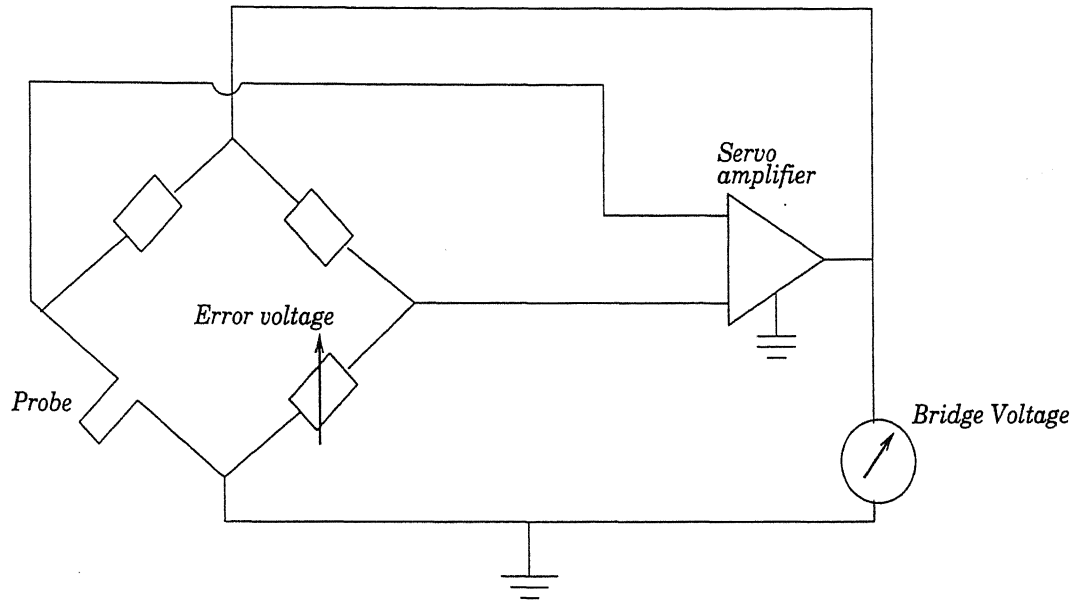 Servo
amplifier
Error voltage
Probe
Bridge Voltage